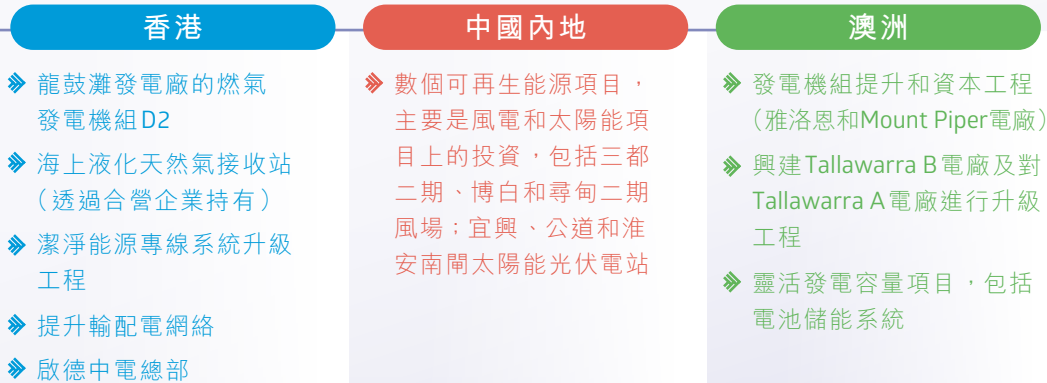 香港
龍鼓灘發電廠的燃氣
發電機組D2
海上液化天然氣接收站
（透過合營企業持有）
潔淨能源專線系統升級
工程
提升輸配電網絡
啟德中電總部
中國內地
數個可再生能源項目，
主要是風電和太陽能項
目上的投資，包括三都
二期、博白和尋甸二期
風場；宜興、公道和淮
安南閘太陽能光伏電站
澳洲
發電機組提升和資本工程
（雅洛恩和Mount Piper電廠）
興建Tallawarra B電廠及對
Tallawarra A電廠進行升級
工程
靈活發電容量項目，包括
電池儲能系統